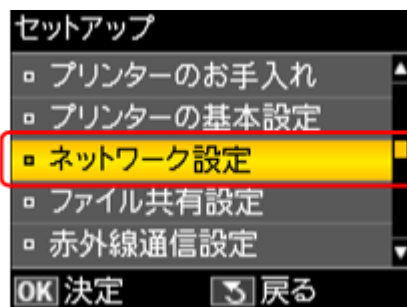 セットアップ
プリンターのお手入れ
プリンターの基本設定
ネットワーク設定
ファイル共有設定
赤外線通信設定
OK 決定 戻る